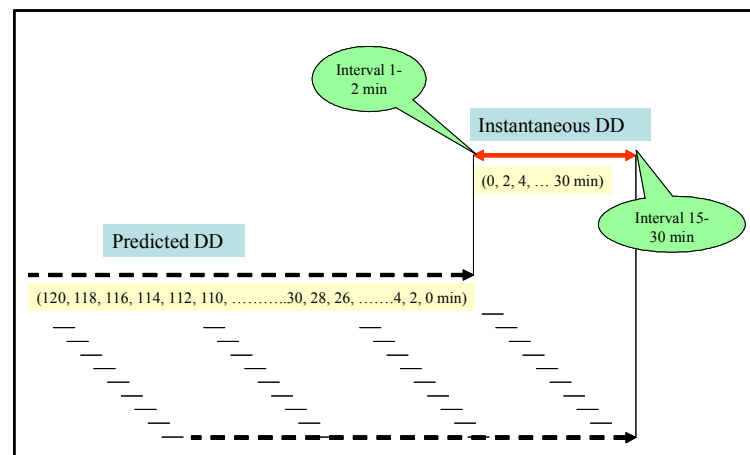 Interval 1-
2 min
Instantaneous DD
(0, 2, 4, … 30 min)
Interval 15-
30 min
Predicted DD
(120, 118, 116, 114, 112, 110, ………..30, 28, 26, …….4, 2, 0 min)